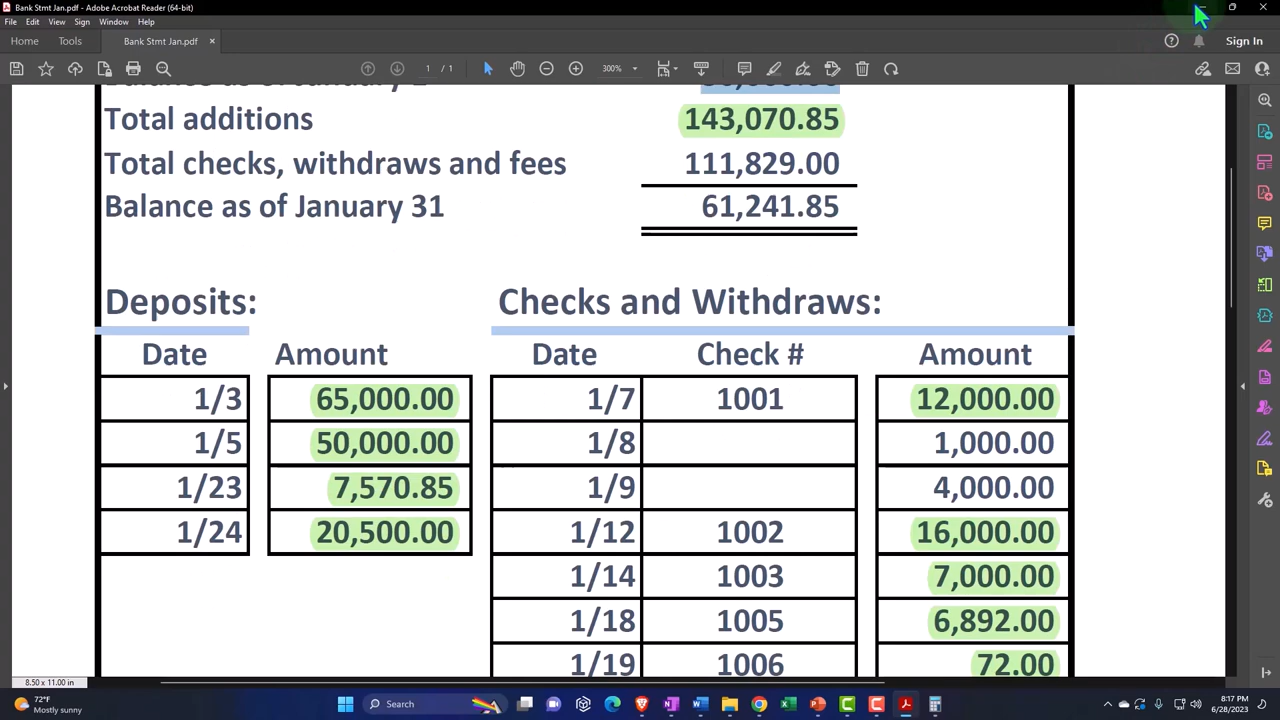 Bank Stmt Jan.pdf - Adobe Acrobat Reader (64-bit)
File Edit View Sign Window Help
Home Tools Bank Stmt Jan.pdf × Sign In
1 / 1 300%
Total additions 143,070.85
Total checks, withdraws and fees 111,829.00
Balance as of January 31 61,241.85
Deposits: Checks and Withdraws:
Date Amount Date Check # Amount
1/3 65,000.00 1/7 1001 12,000.00
1/5 50,000.00 1/8 1,000.00
1/23 7,570.85 1/9 4,000.00
1/24 20,500.00 1/12 1002 16,000.00
1/14 1003 7,000.00
1/18 1005 6,892.00
1/19 1006 72.00
8.50 x 11.00 in
72°F
Mostly sunny
Search
8:17 PM
6/28/2023